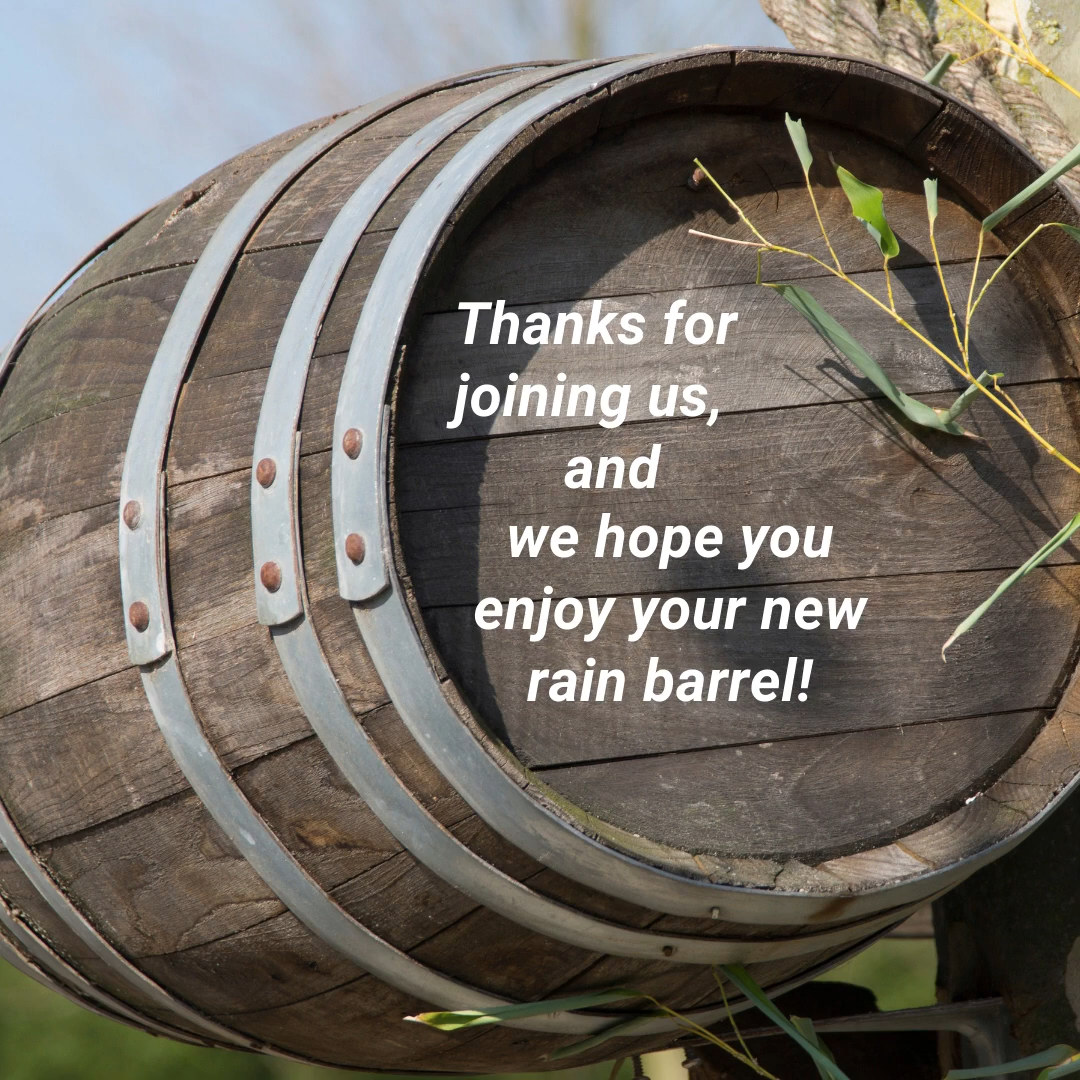 Thanks for
joining us,
and
we hope you
enjoy your new
rain barrel!